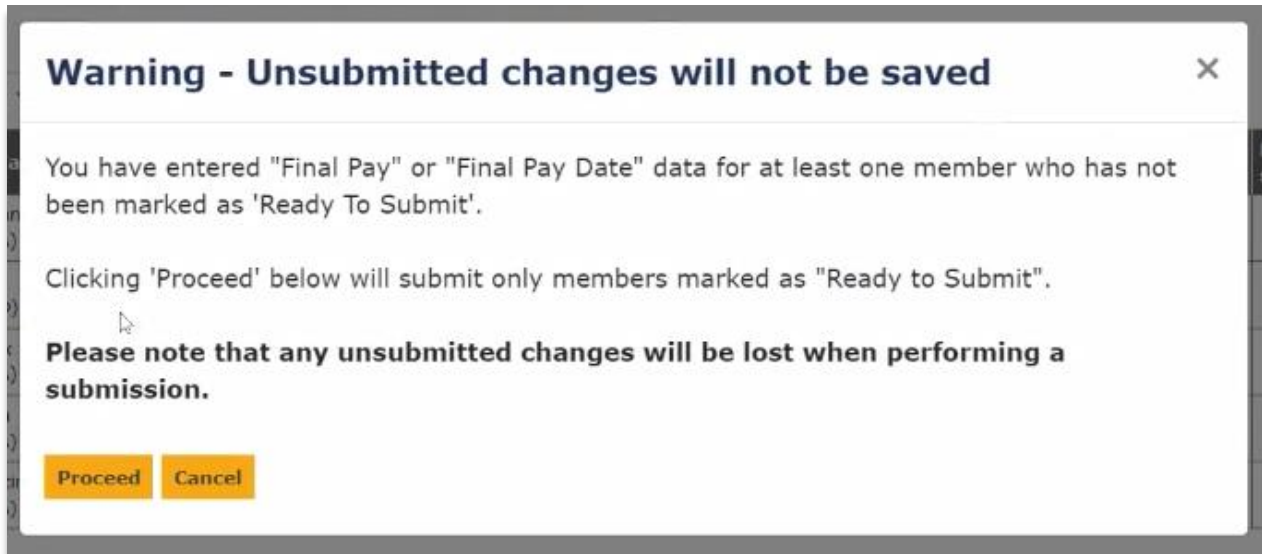 Warning - Unsubmitted changes will not be saved
×
You have entered "Final Pay" or "Final Pay Date" data for at least one member who has not
been marked as 'Ready To Submit'.
Clicking 'Proceed' below will submit only members marked as "Ready to Submit".
Please note that any unsubmitted changes will be lost when performing a
submission.
Proceed Cancel